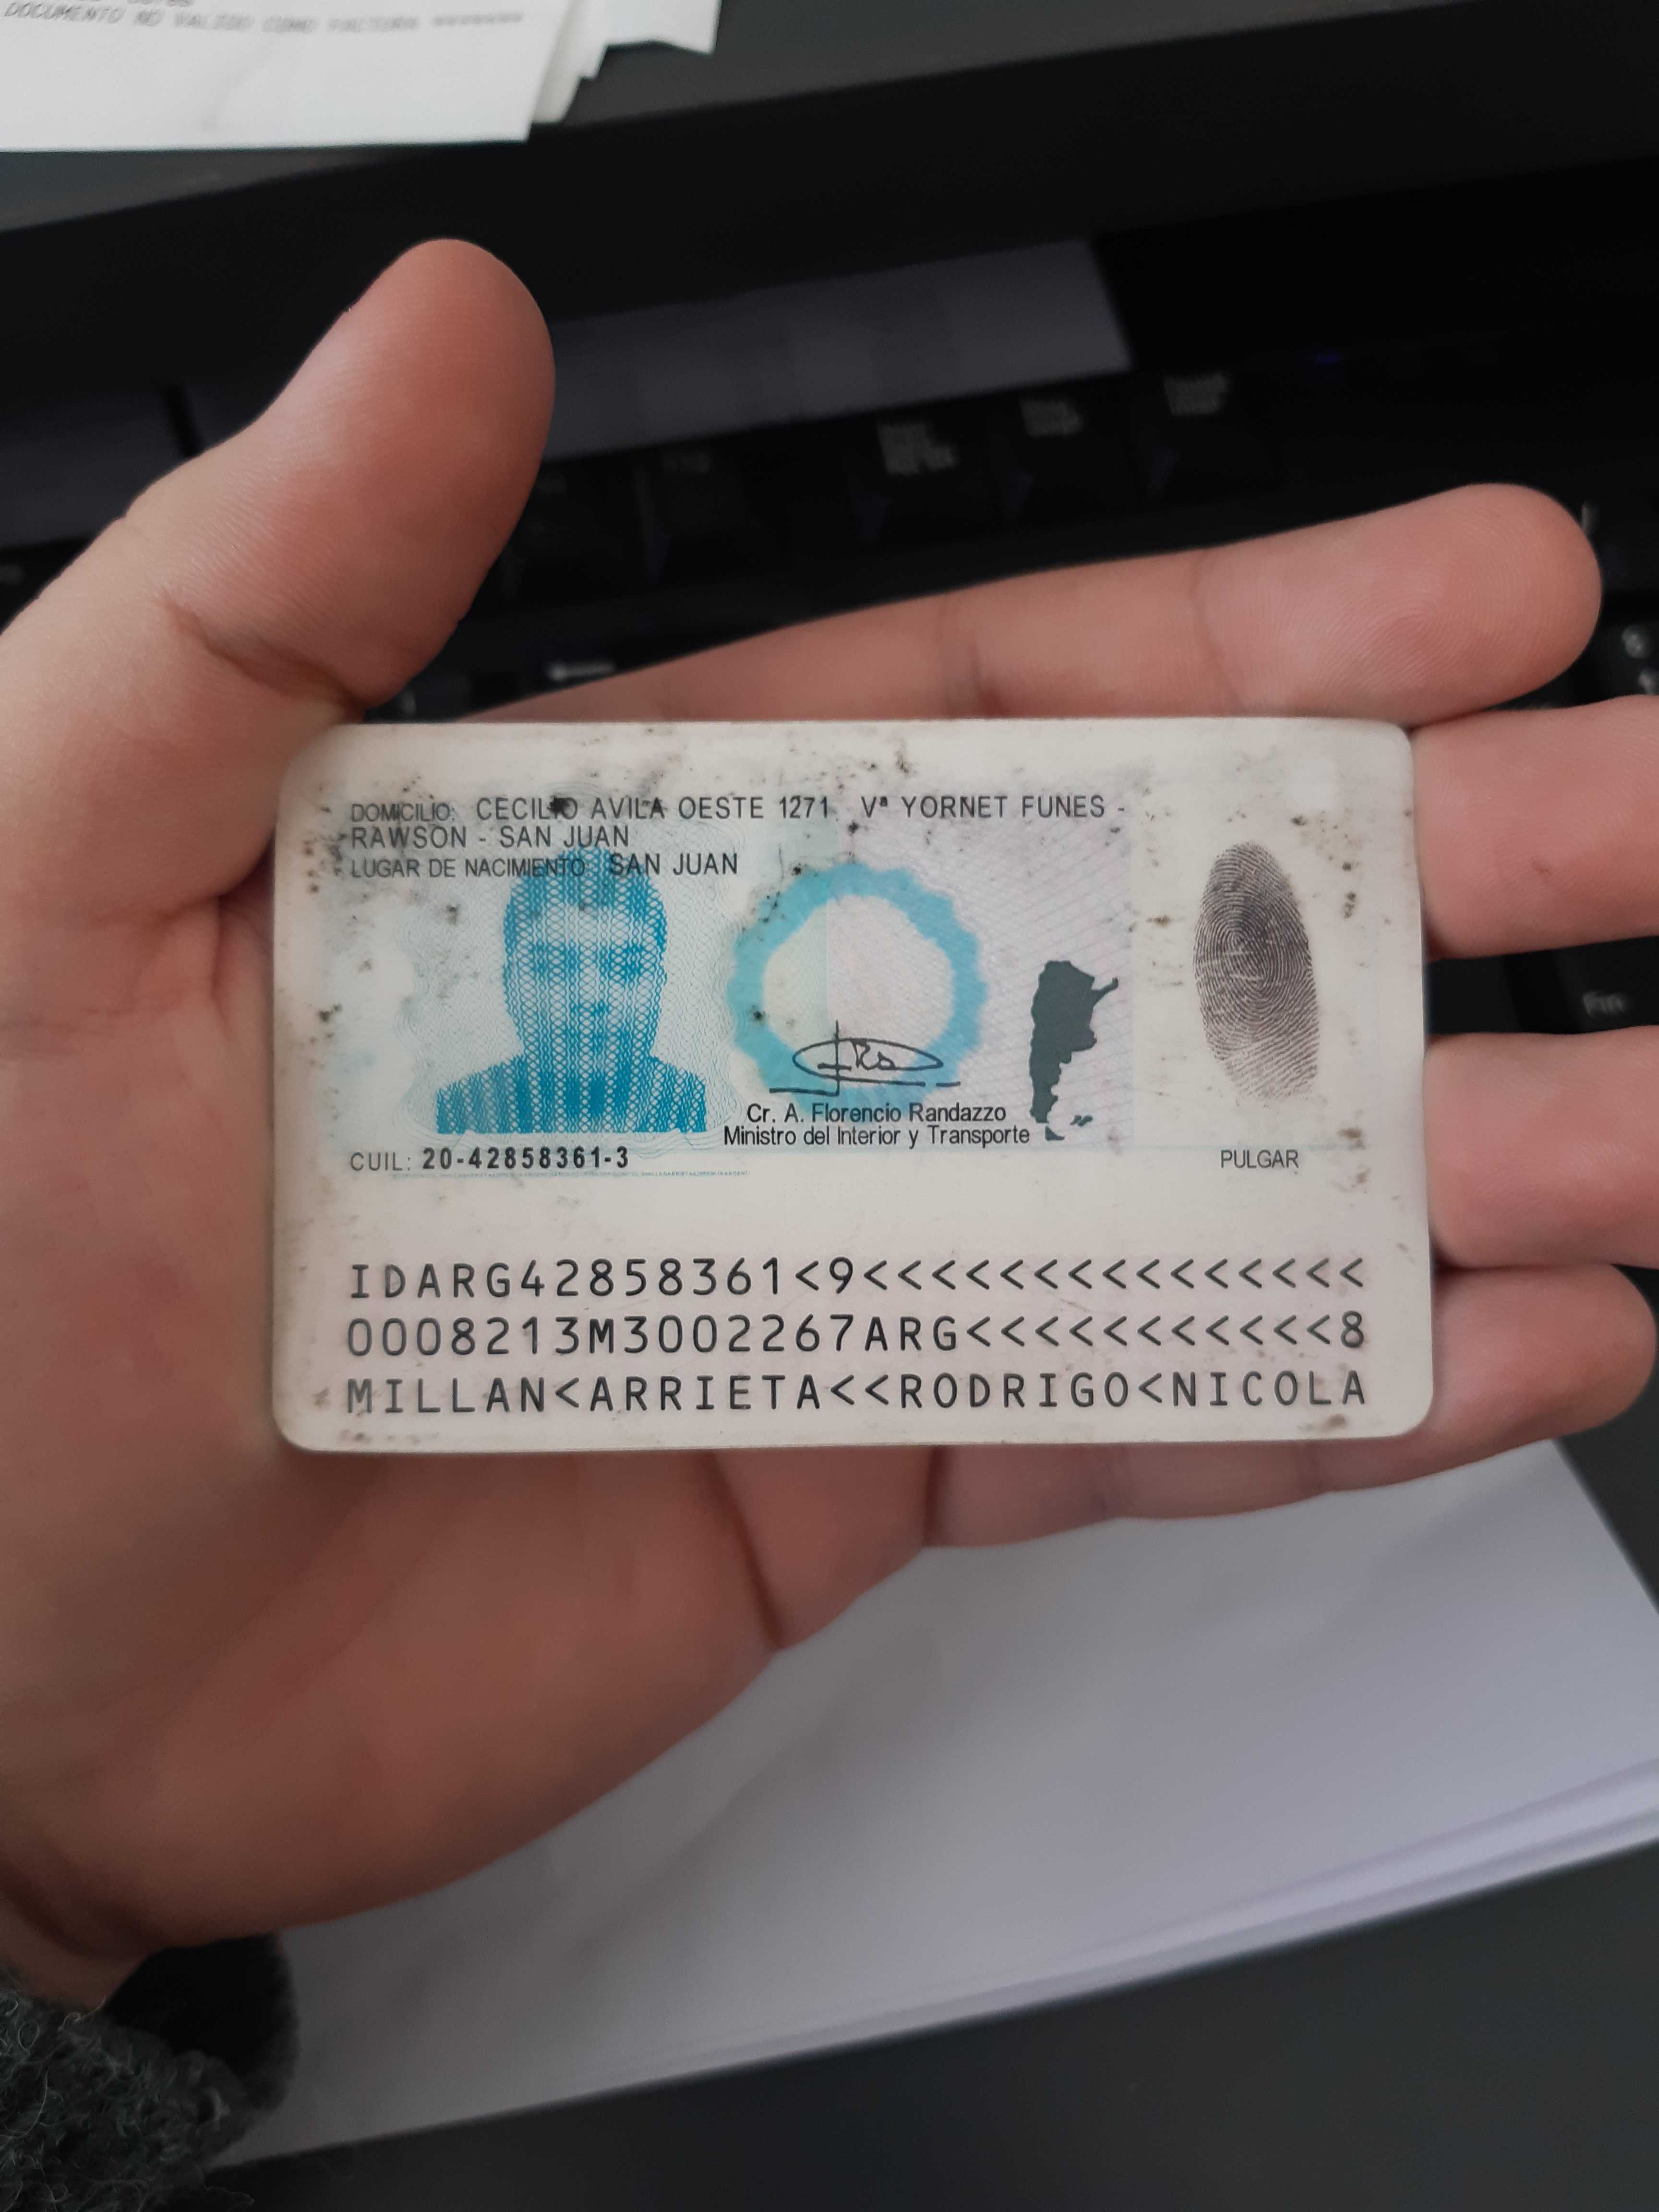 DOCUMENTO NO VALIDO COMO FACTURA
DOMICILIO: CECILIO AVILA OESTE 1271 Vª YORNET FUNES -
RAWSON - SAN JUAN
LUGAR DE NACIMIENTO SAN JUAN
Cr. A. Florencio Randazzo
Ministro del Interior y Transporte
CUIL: 20-42858361-3
PULGAR
IDARG42858361<9<<<<<<<<<<<<<<<
0008213M3002267ARG<<<<<<<<<<<8
MILLAN<ARRIETA<<RODRIGO<NICOLA
Fin